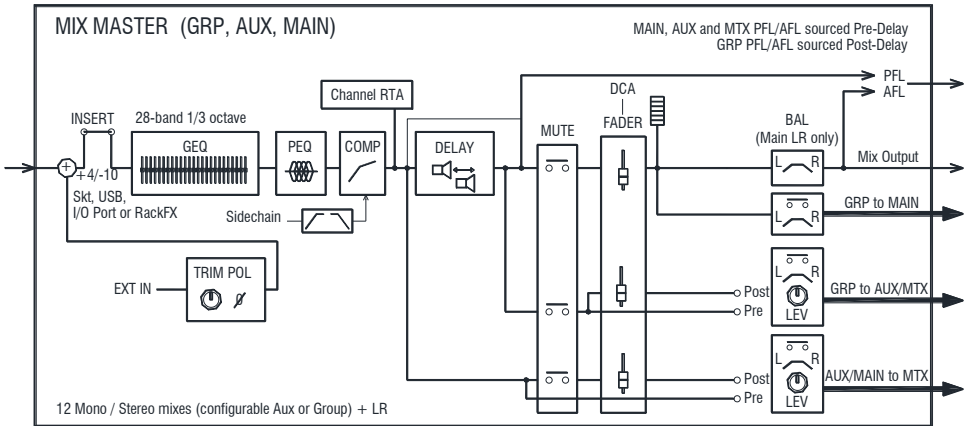 MIX MASTER (GRP, AUX, MAIN)
MAIN, AUX and MTX PFL/AFL sourced Pre-Delay
GRP PFL/AFL sourced Post-Delay
PFL
AFL
Channel RTA
DCA
FADER
INSERT
28-band 1/3 octave
GEQ
PEQ
COMP
DELAY
MUTE
BAL
(Main LR only)
L R
Mix Output
+
+4/-10
Skt, USB,
I/O Port or RackFX
Sidechain
L R
GRP to MAIN
EXT IN
TRIM POL
Post
Pre
L R
LEV
GRP to AUX/MTX
Post
Pre
L R
LEV
AUX/MAIN to MTX
12 Mono / Stereo mixes (configurable Aux or Group) + LR